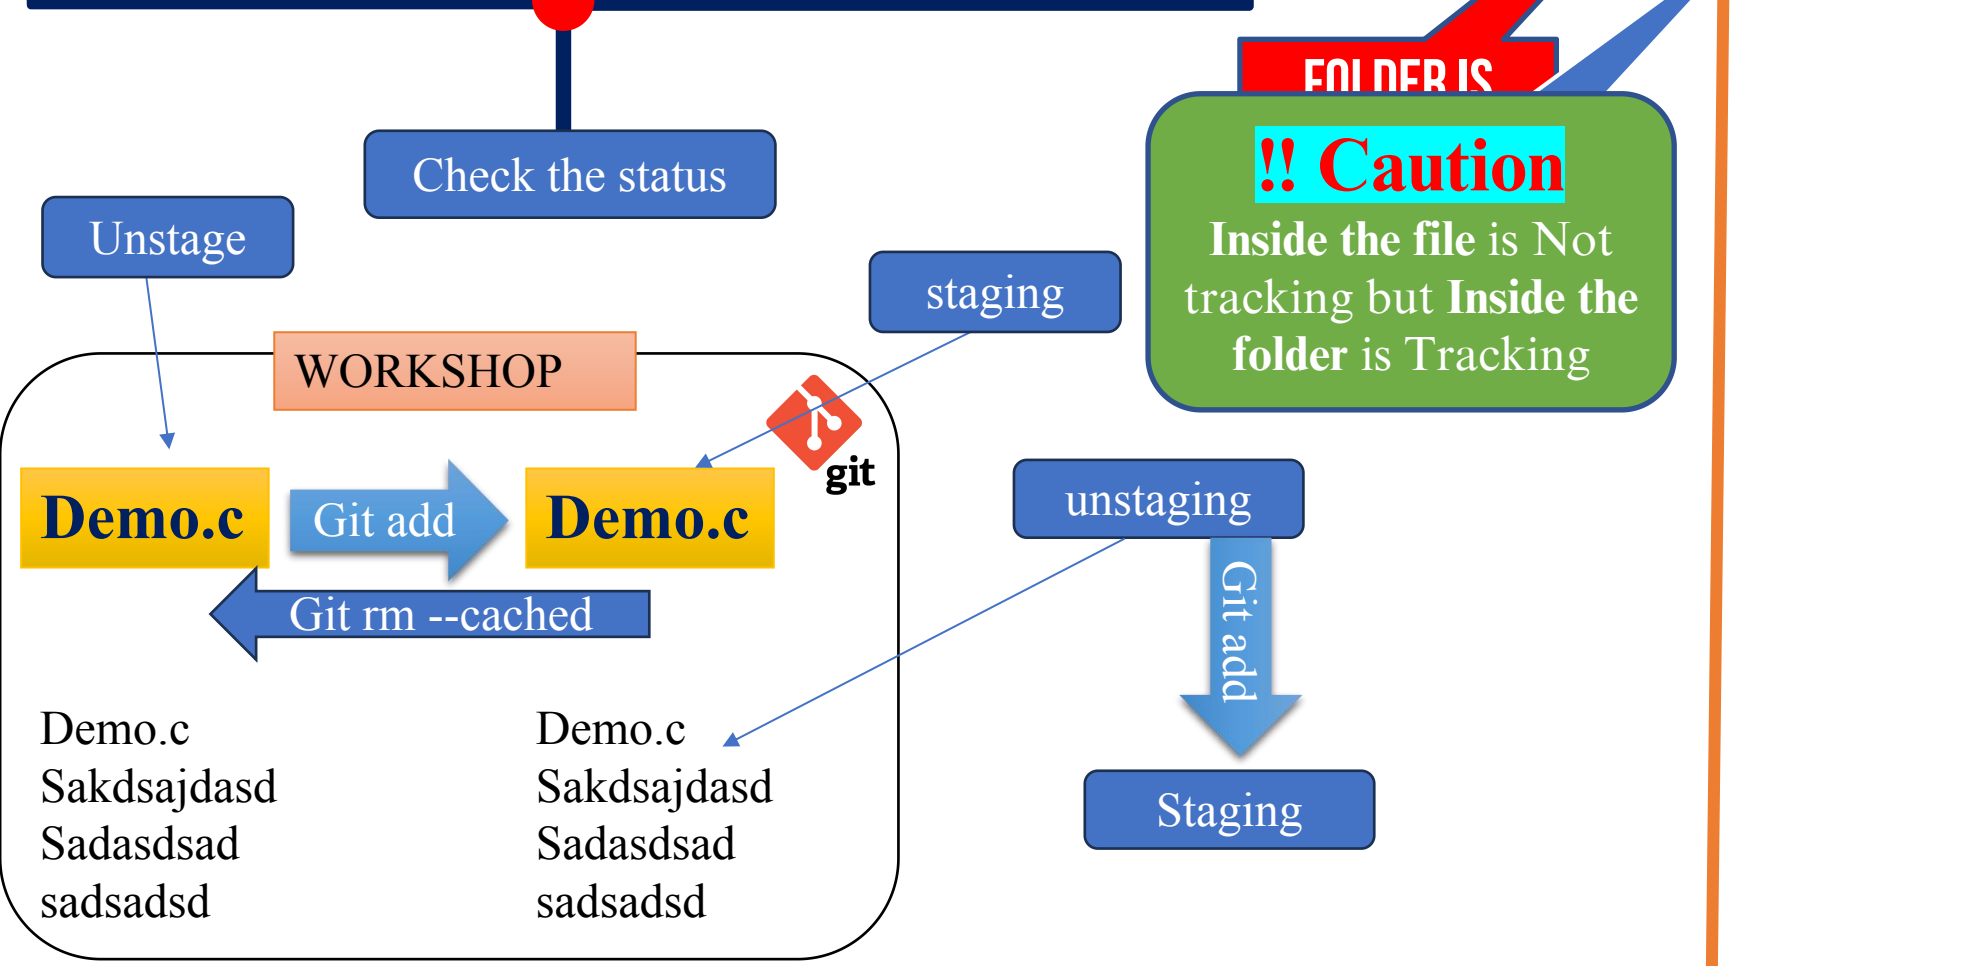 FOLDER IS
!! Caution
Inside the file is Not
tracking but Inside the
folder is Tracking
Check the status
Unstage
staging
WORKSHOP
git
Demo.c
Git add
Demo.c
Git rm --cached
unstaging
Git add
Staging
Demo.c
Sakdsajdasd
Sadasdsad
sadsadsd
Demo.c
Sakdsajdasd
Sadasdsad
sadsadsd